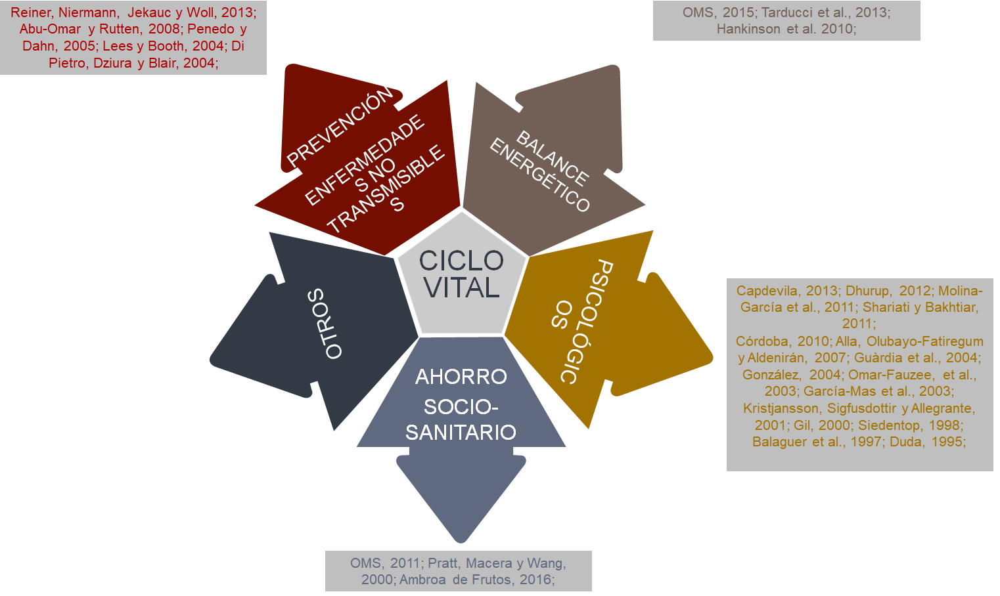 Reiner, Niermann, Jekauc y Woll, 2013;
Abu-Omar y Rutten, 2008; Penedo y
Dahn, 2005; Lees y Booth, 2004; Di
Pietro, Dziura y Blair, 2004;
OMS, 2015; Tarducci et al., 2013;
Hankinson et al. 2010;
PREVENCIÓN
ENFERMEDADE
S NO
TRANSMISIBLE
S
BALANCE
ENERGÉTICO
CICLO
VITAL
OTROS
PSICOLÓGIC
OS
Capdevila, 2013; Dhurup, 2012; Molina-
García et al., 2011; Shariati y Bakhtiar,
2011;
Córdoba, 2010; Alla, Olubayo-Fatiregum
y Aldenirán, 2007; Guàrdia et al., 2004;
González, 2004; Omar-Fauzee, et al.,
2003; García-Mas et al., 2003;
Kristjansson, Sigfusdottir y Allegrante,
2001; Gil, 2000; Siedentop, 1998;
Balaguer et al., 1997; Duda, 1995;
AHORRO
SOCIO-
SANITARIO
OMS, 2011; Pratt, Macera y Wang,
2000; Ambroa de Frutos, 2016;